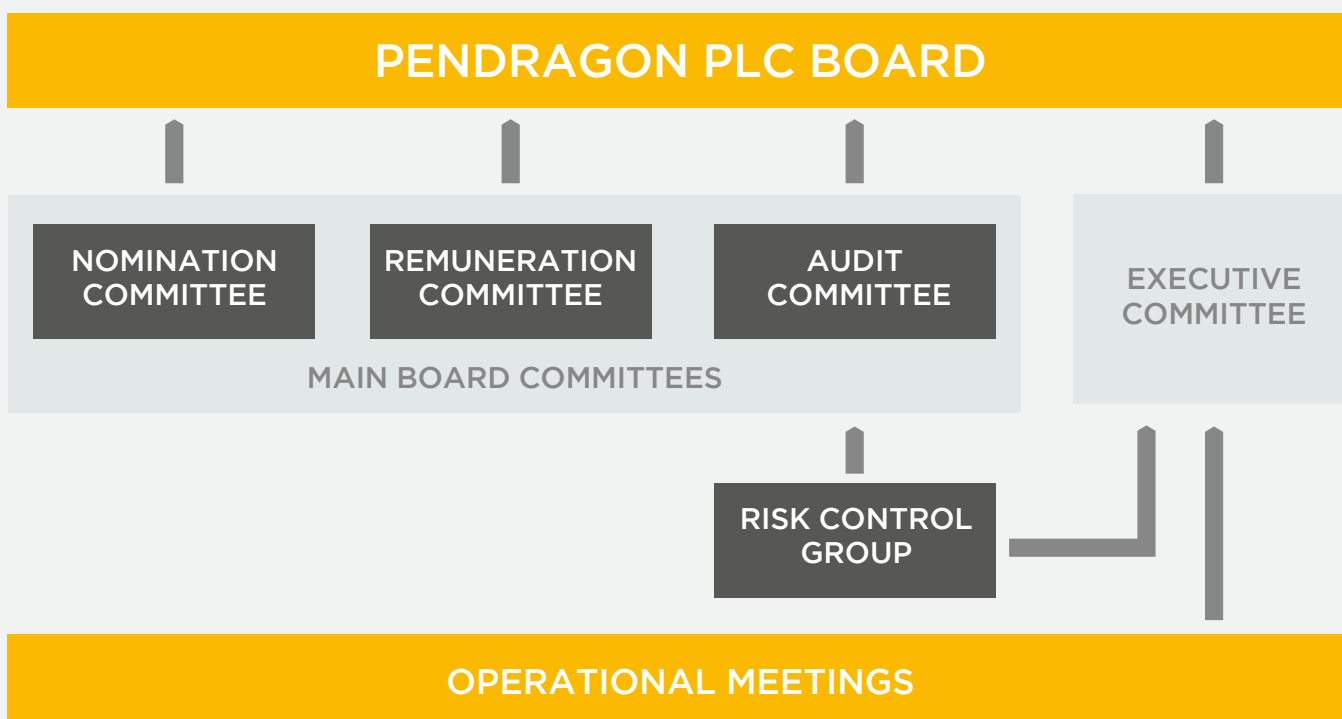 PENDRAGON PLC BOARD
NOMINATION
COMMITTEE
REMUNERATION
COMMITTEE
AUDIT
COMMITTEE
EXECUTIVE
COMMITTEE
MAIN BOARD COMMITTEES
RISK CONTROL
GROUP
OPERATIONAL MEETINGS